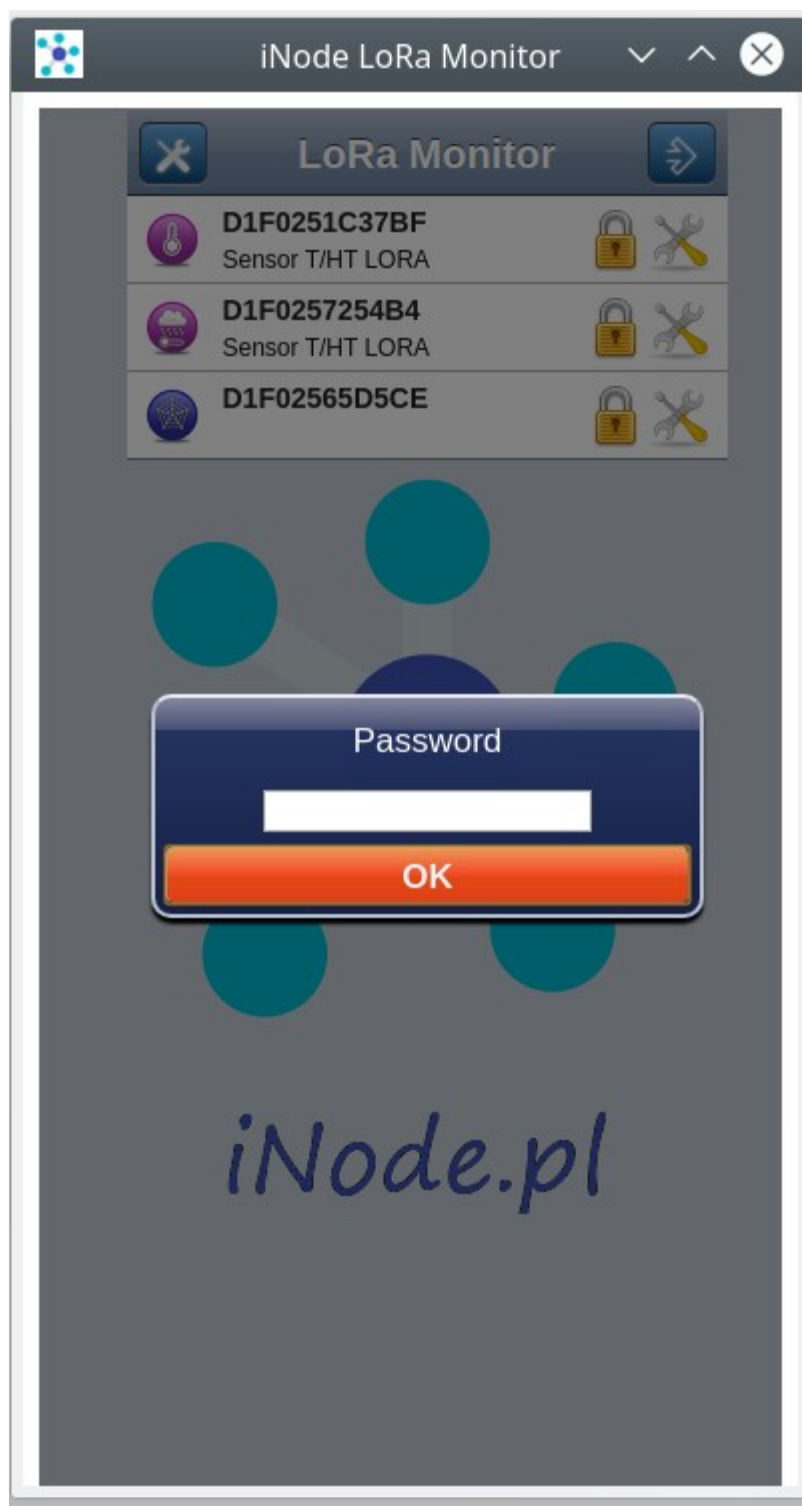 iNode LoRa Monitor
LoRa Monitor
D1F0251C37BF
Sensor T/HT LORA
D1F0257254B4
Sensor T/HT LORA
D1F02565D5CE
Password
OK
iNode.pl